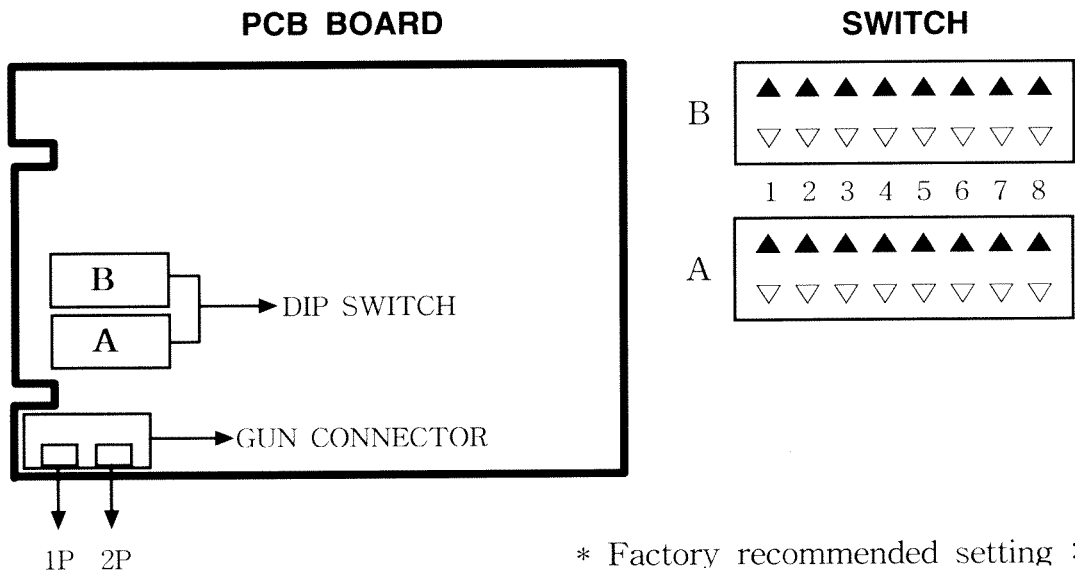 PCB BOARD
SWITCH
B
1 2 3 4 5 6 7 8
A
B
A
DIP SWITCH
GUN CONNECTOR
1P 2P
* Factory recommended setting :